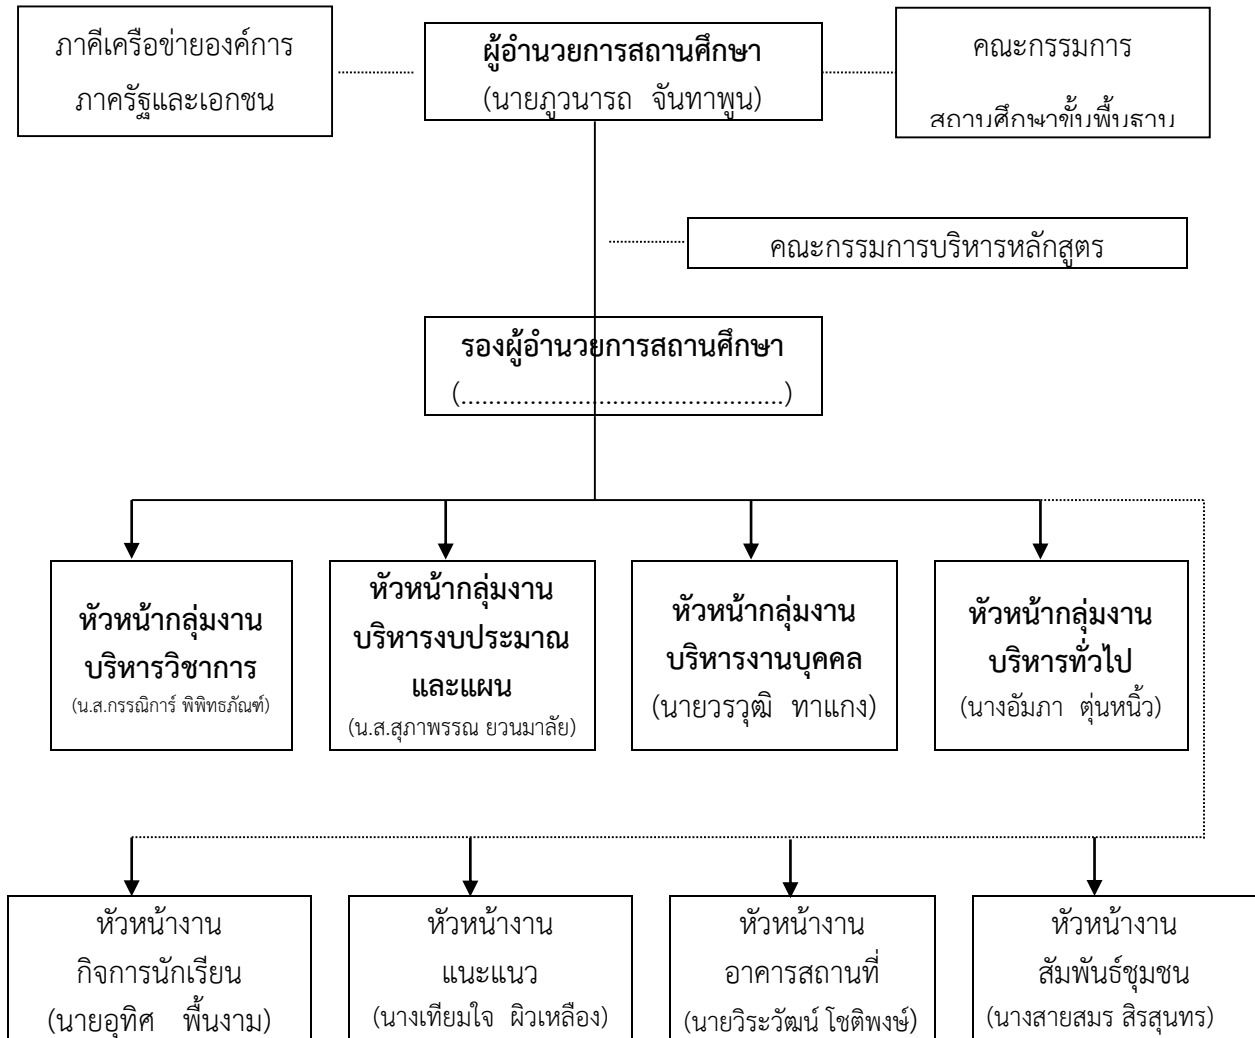 ภาคีเครือข่ายองค์การ
ภาครัฐและเอกชน
ผู้อำนวยการสถานศึกษา
(นายภูวนารถ จันทาพูน)
คณะกรรมการ
สถานศึกษาขั้นพื้นฐาน
คณะกรรมการบริหารหลักสูตร
รองผู้อำนวยการสถานศึกษา
(..............................................)
หัวหน้ากลุ่มงาน
บริหารวิชาการ
(น.ส.กรรณิการ์ พิพิทธภัณฑ์)
หัวหน้ากลุ่มงาน
บริหารงบประมาณ
และแผน
(น.ส.สุภาพรรณ ยวนมาลัย)
หัวหน้ากลุ่มงาน
บริหารงานบุคคล
(นายวรวุฒิ ทาแกง)
หัวหน้ากลุ่มงาน
บริหารทั่วไป
(นางอัมภา ตุ่นหนิ้ว)
หัวหน้างาน
กิจการนักเรียน
(นายอุทิศ พื้นงาม)
หัวหน้างาน
แนะแนว
(นางเทียมใจ ผิวเหลือง)
หัวหน้างาน
อาคารสถานที่
(นายวิระวัฒน์ โชติพงษ์)
หัวหน้างาน
สัมพันธ์ชุมชน
(นางสายสมร สิรสุนทร)